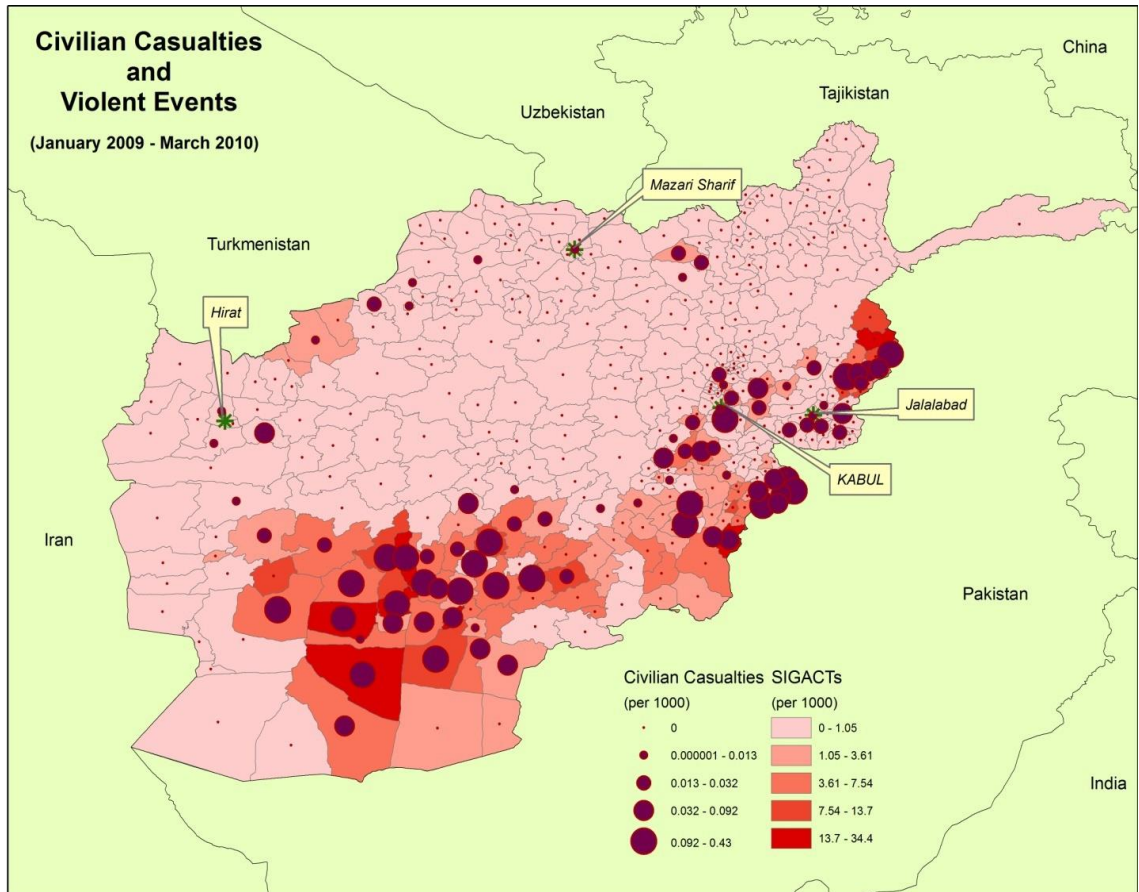 Civilian Casualties
and
Violent Events
(January 2009 - March 2010)
China
Tajikistan
Uzbekistan
Mazari Sharif
Turkmenistan
Hirat
Jalalabad
KABUL
Iran
Pakistan
India
Civilian Casualties
(per 1000)
0
0.000001 - 0.013
0.013 - 0.032
0.032 - 0.092
0.092 - 0.43
SIGACTs
(per 1000)
0 - 1.05
1.05 - 3.61
3.61 - 7.54
7.54 - 13.7
13.7 - 34.4